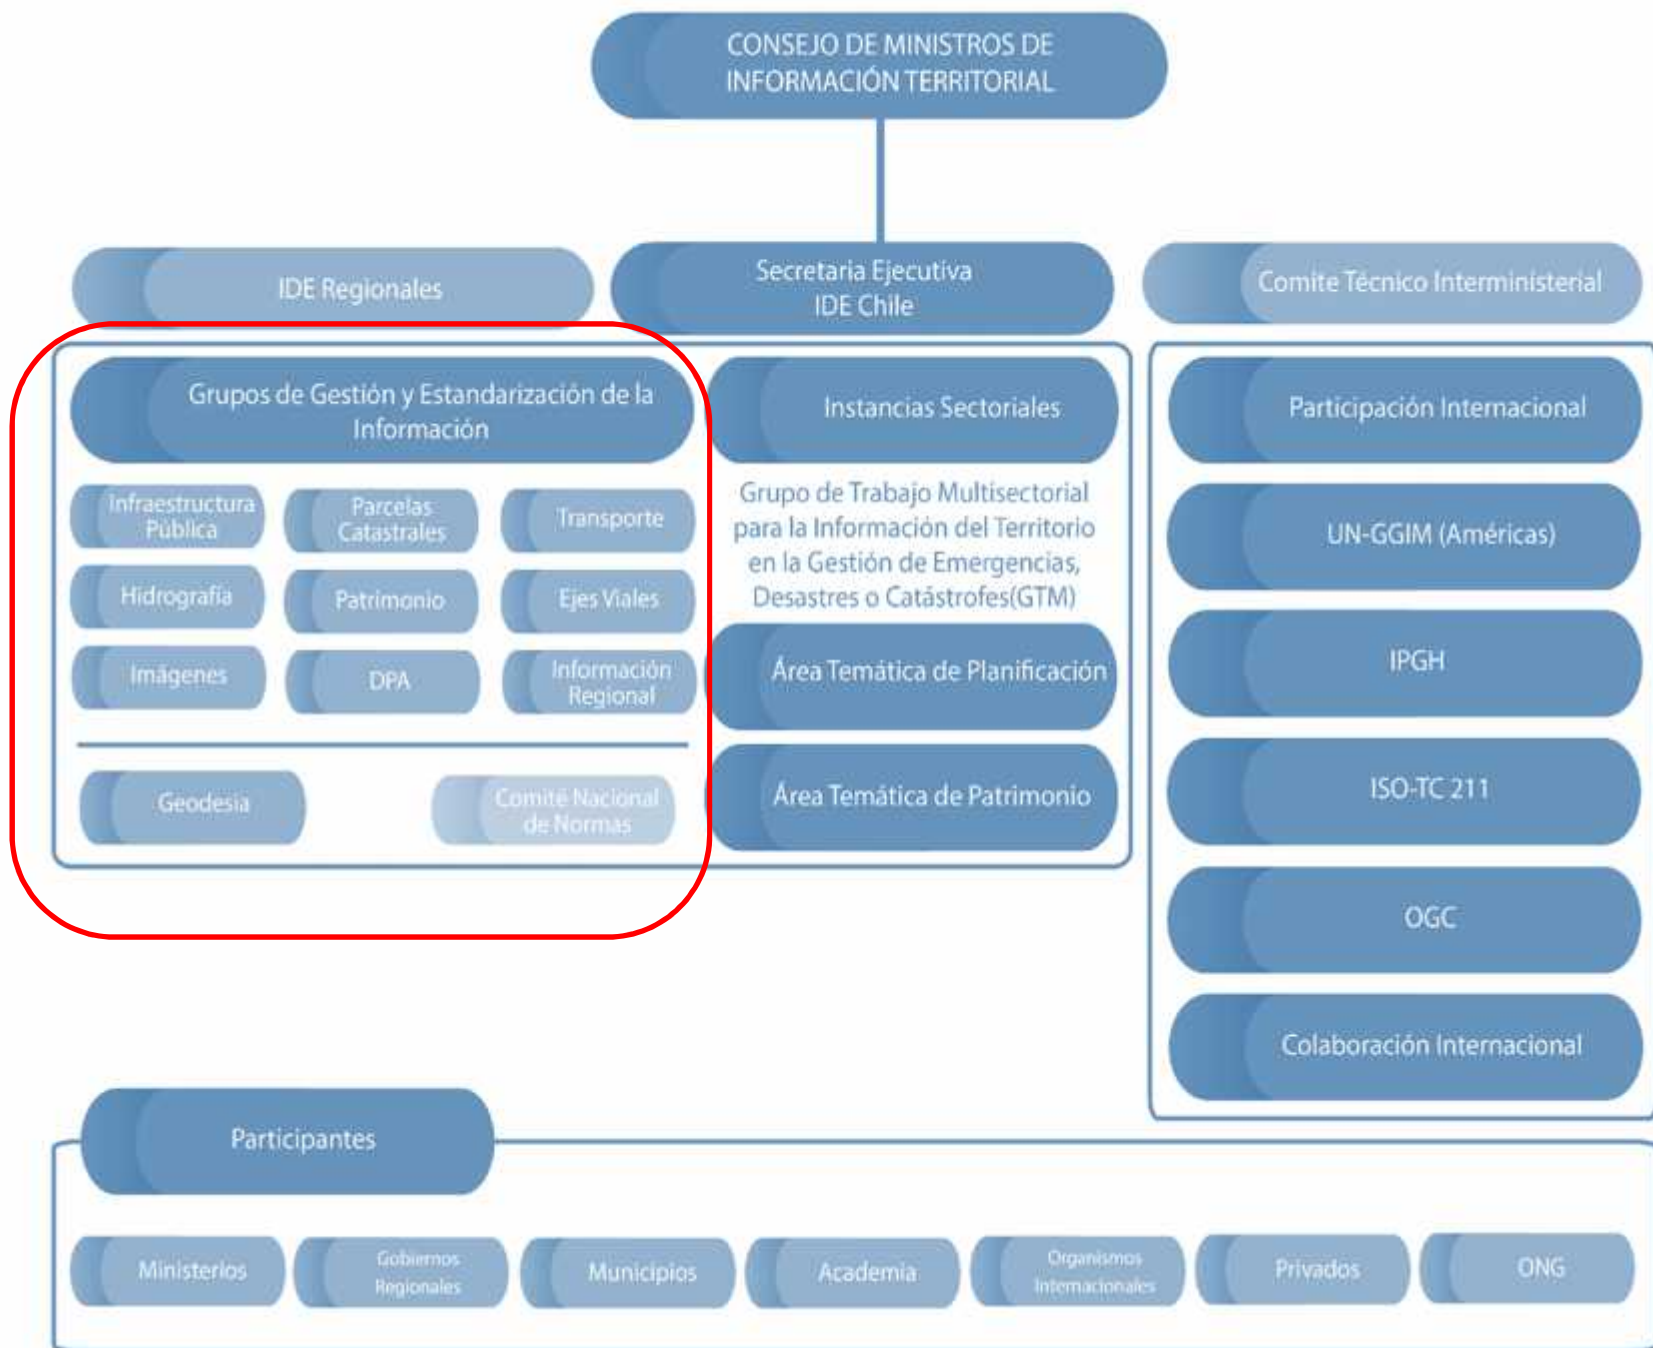 CONSEJO DE MINISTROS DE
INFORMACIÓN TERRITORIAL
IDE Regionales
Secretaria Ejecutiva
IDE Chile
Comite Técnico Interministerial
Grupos de Gestión y Estandarización de la
Información
Infraestructura
Pública
Parcelas
Catastrales
Transporte
Hidrografía
Patrimonio
Ejes Viales
Imágenes
DPA
Información
Regional
Geodesia
Comité Nacional
de Normas
Instancias Sectoriales
Grupo de Trabajo Multisectorial
para la Información del Territorio
en la Gestión de Emergencias,
Desastres o Catástrofes(GTM)
Área Temática de Planificación
Área Temática de Patrimonio
Participación Internacional
UN-GGIM (Américas)
IPGH
ISO-TC 211
OGC
Colaboración Internacional
Participantes
Ministerios
Gobiernos
Regionales
Municipios
Academia
Organismos
Internacionales
Privados
ONG